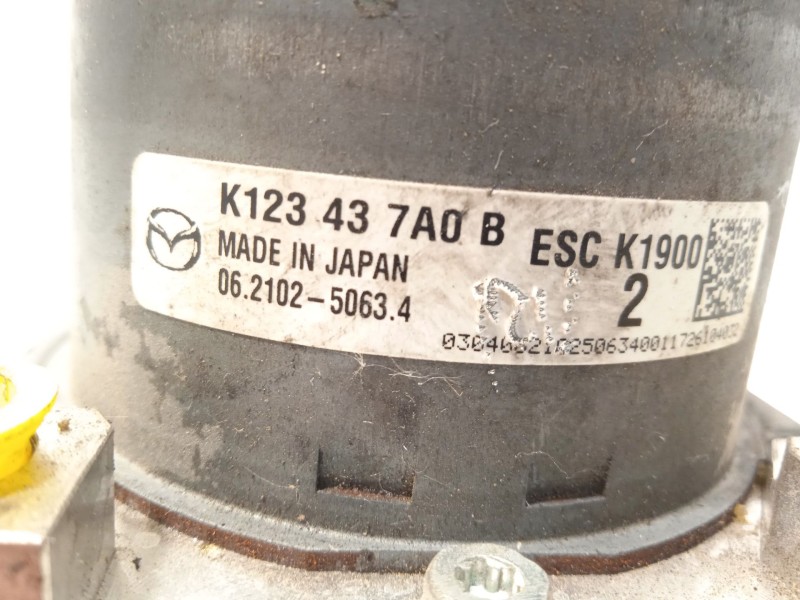 K123 43 7A0 B ESC K1900
MADE IN JAPAN
06.2102-5063.4 2